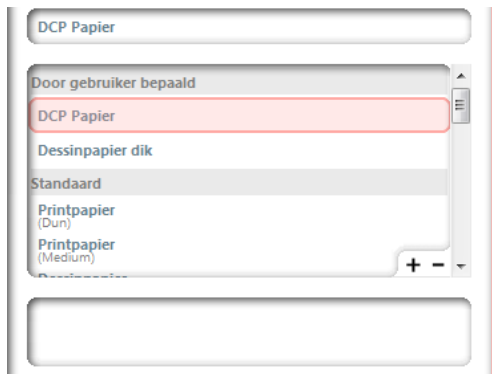 DCP Papier
Door gebruiker bepaald
DCP Papier
Dessinpapier dik
Standaard
Printpapier
(Dun)
Printpapier
(Medium)
+ −